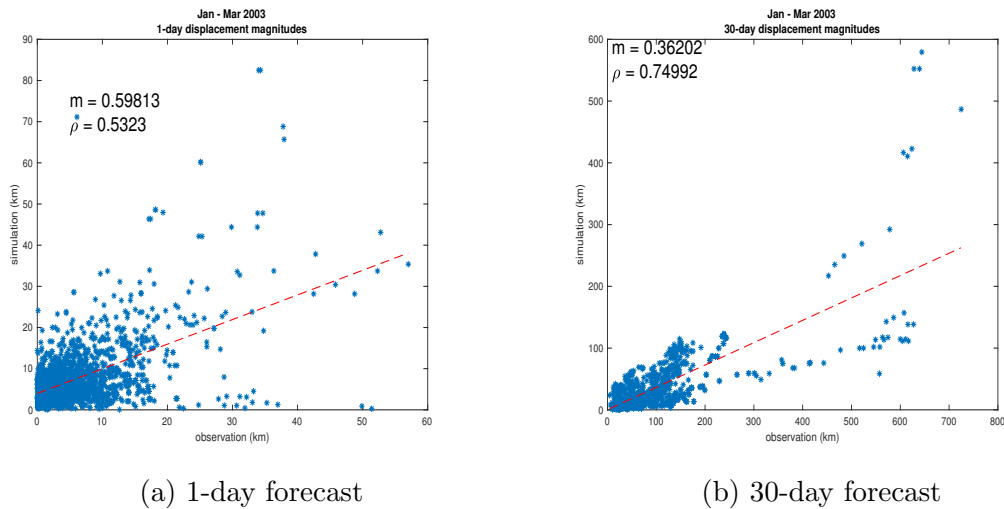 Jan - Mar 2003
1-day displacement magnitudes
90
80
70
60
50
40
30
20
10
0
simulation (km)
m = 0.59813
ρ = 0.5323
0 10 20 30 40 50 60
observation (km)
(a) 1-day forecast
Jan - Mar 2003
30-day displacement magnitudes
600
500
400
300
200
100
0
simulation (km)
m = 0.36202
ρ = 0.74992
0 100 200 300 400 500 600 700 800
observation (km)
(b) 30-day forecast